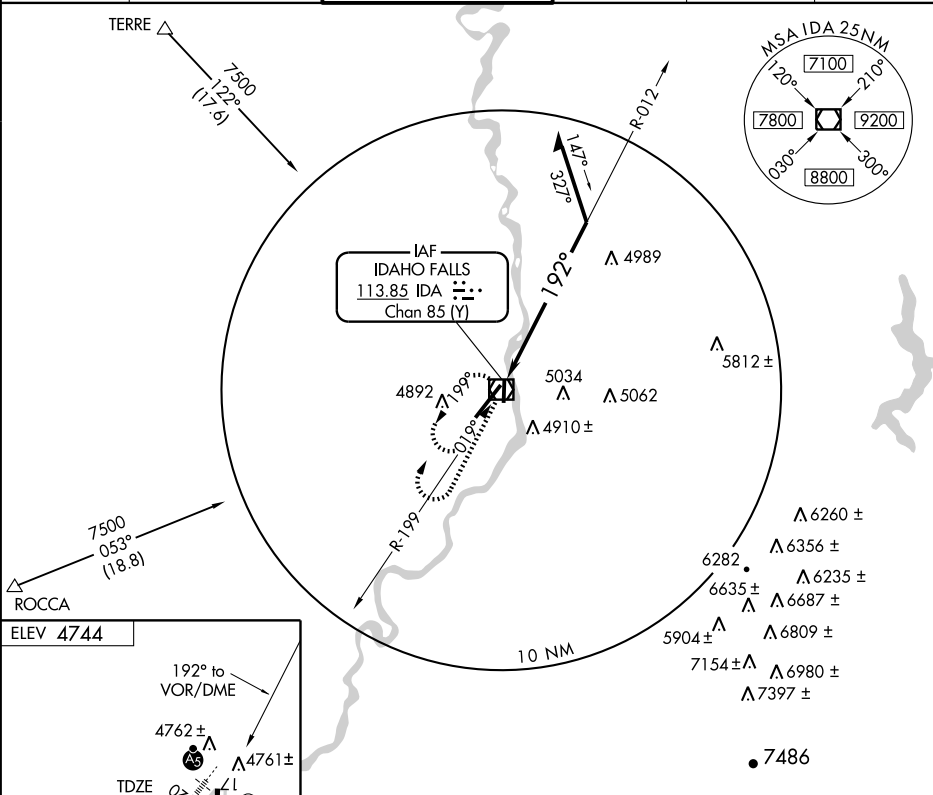 TERRE
7500
122°
(17.6)
MSA IDA 25NM
120°
7100
210°
7800
9200
030°
8800
300°
R-012
147°
327°
192°
IAF
IDAHO FALLS
113.85 IDA
Chan 85 (Y)
4989
5812 ±
4892
199°
5034
5062
4910 ±
019°
R-199
7500
053°
(18.8)
ROCCA
6260 ±
6356 ±
6282
6235 ±
6635 ±
6687 ±
5904 ±
6809 ±
7154 ±
6980 ±
7397 ±
10 NM
7486
ELEV 4744
192° to
VOR/DME
4762 ±
A5
4761 ±
TDZE